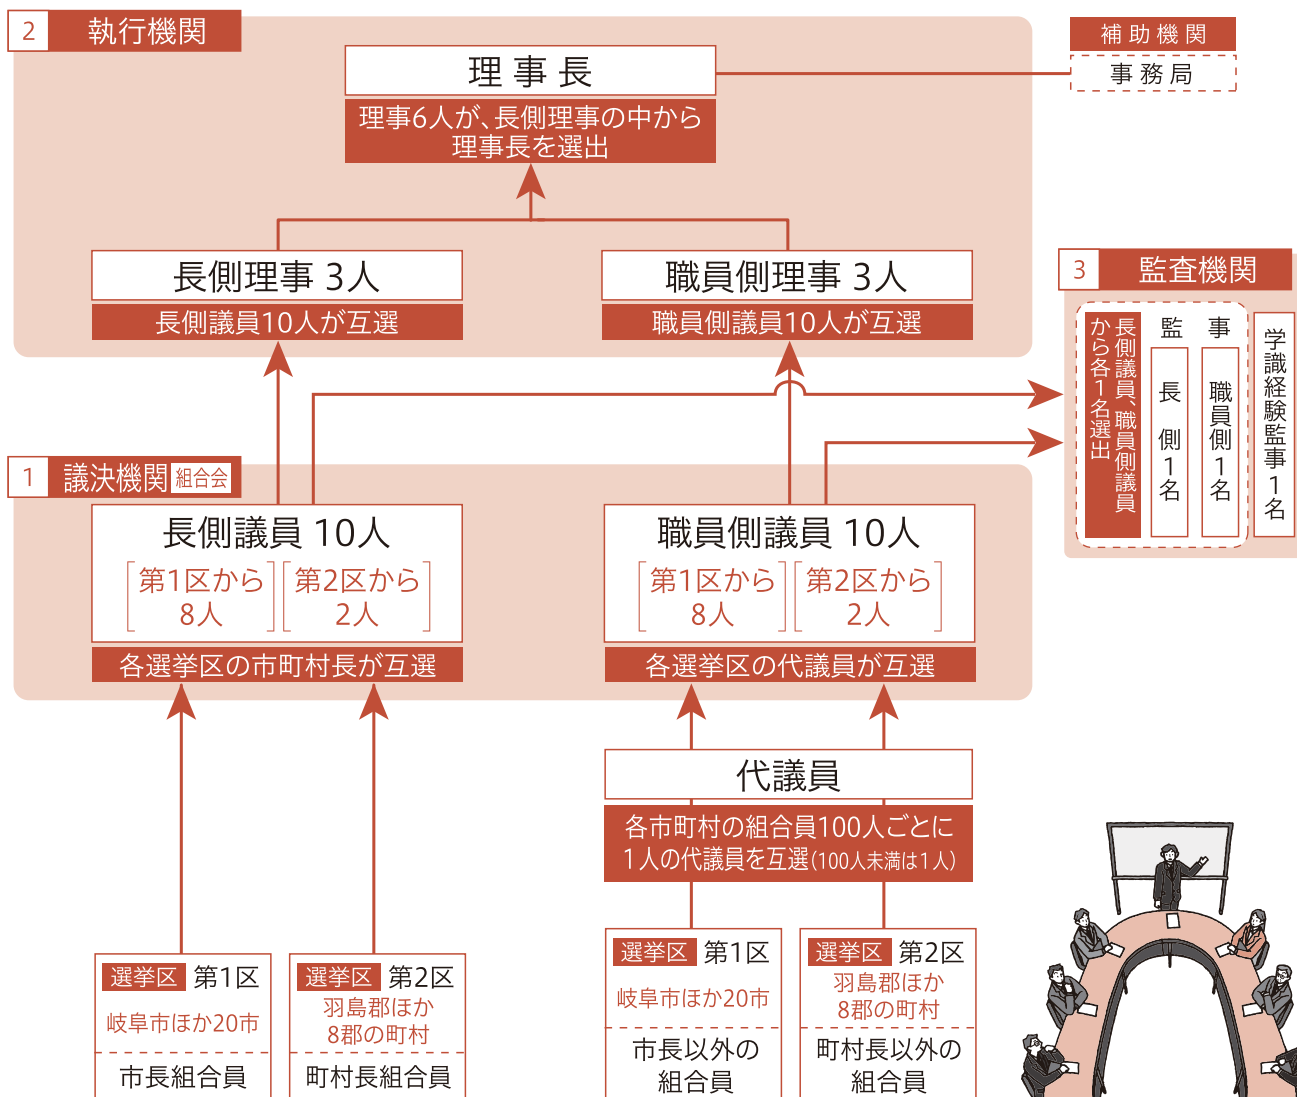 2 執行機関
理事長
理事6人が、長側理事の中から
理事長を選出
補助機関
事務局
長側理事 3人
長側議員10人が互選
職員側理事 3人
職員側議員10人が互選
3 監査機関
長側議員、職員側議員
から各1名選出
監事
長側1名
職員側1名
学識経験監事1名
1 議決機関 組合会
長側議員 10人
第1区から
8人
第2区から
2人
各選挙区の市町村長が互選
職員側議員 10人
第1区から
8人
第2区から
2人
各選挙区の代議員が互選
代議員
各市町村の組合員100人ごとに
1人の代議員を互選(100人未満は1人)
選挙区 第1区
岐阜市ほか20市
市長組合員
選挙区 第2区
羽島郡ほか
8郡の町村
町村長組合員
選挙区 第1区
岐阜市ほか20市
市長以外の
組合員
選挙区 第2区
羽島郡ほか
8郡の町村
町村長以外の
組合員